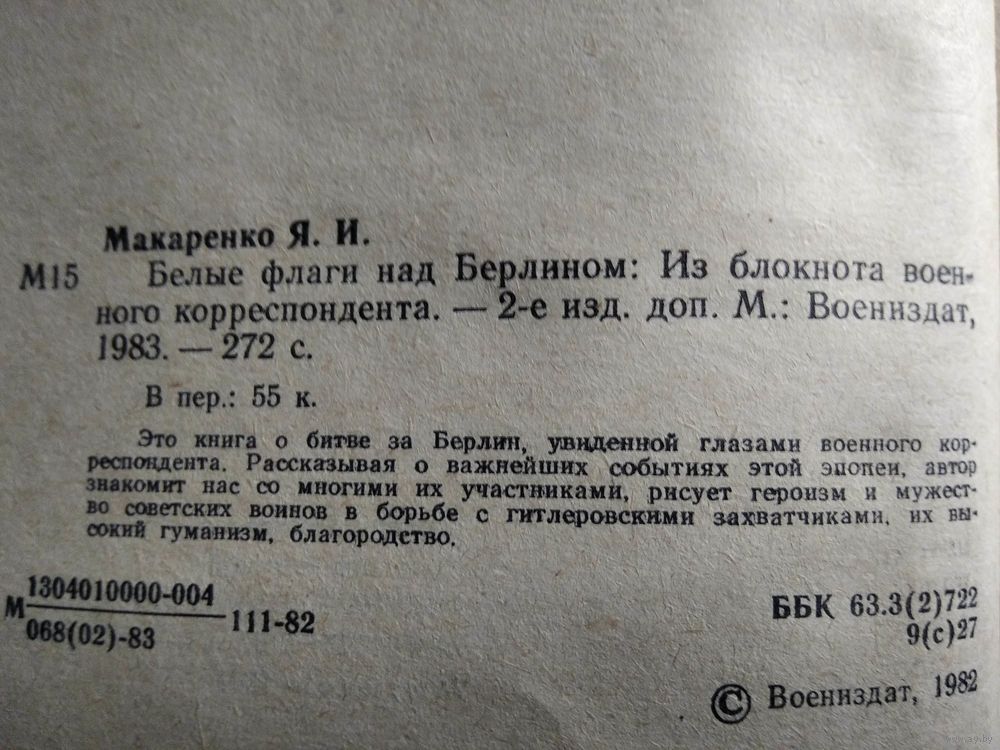 Макаренко Я. И.
М15 Белые флаги над Берлином: Из блокнота воен-
ного корреспондента. — 2-е изд. доп. М.: Воениздат,
1983. — 272 с.
В пер.: 55 к.
Это книга о битве за Берлин, увиденной глазами военного кор-
респондента. Рассказывая о важнейших событиях этой эпопеи, автор
знакомит нас со многими их участниками, рисует героизм и мужест-
во советских воинов в борьбе с гитлеровскими захватчиками, их вы-
сокий гуманизм, благородство.
М 1304010000-004
068(02)-83
111-82
ББК 63.3(2)722
9(с)27
© Воениздат, 1982